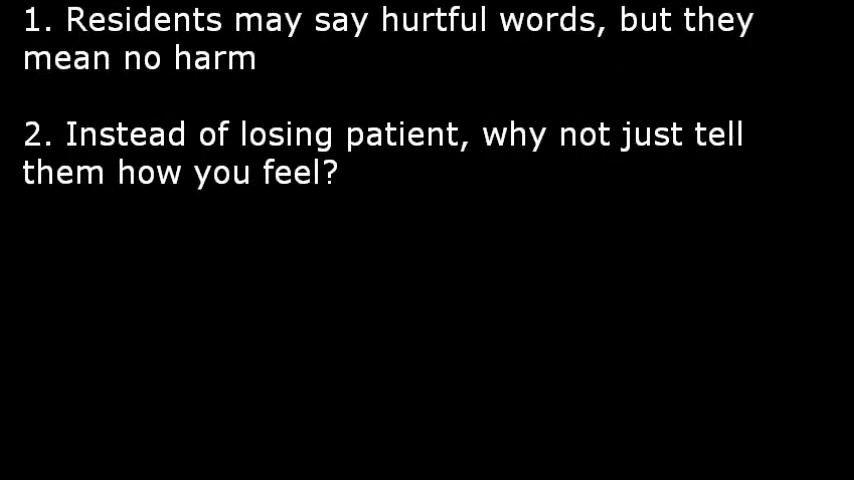 1. Residents may say hurtful words, but they
mean no harm
2. Instead of losing patient, why not just tell
them how you feel?